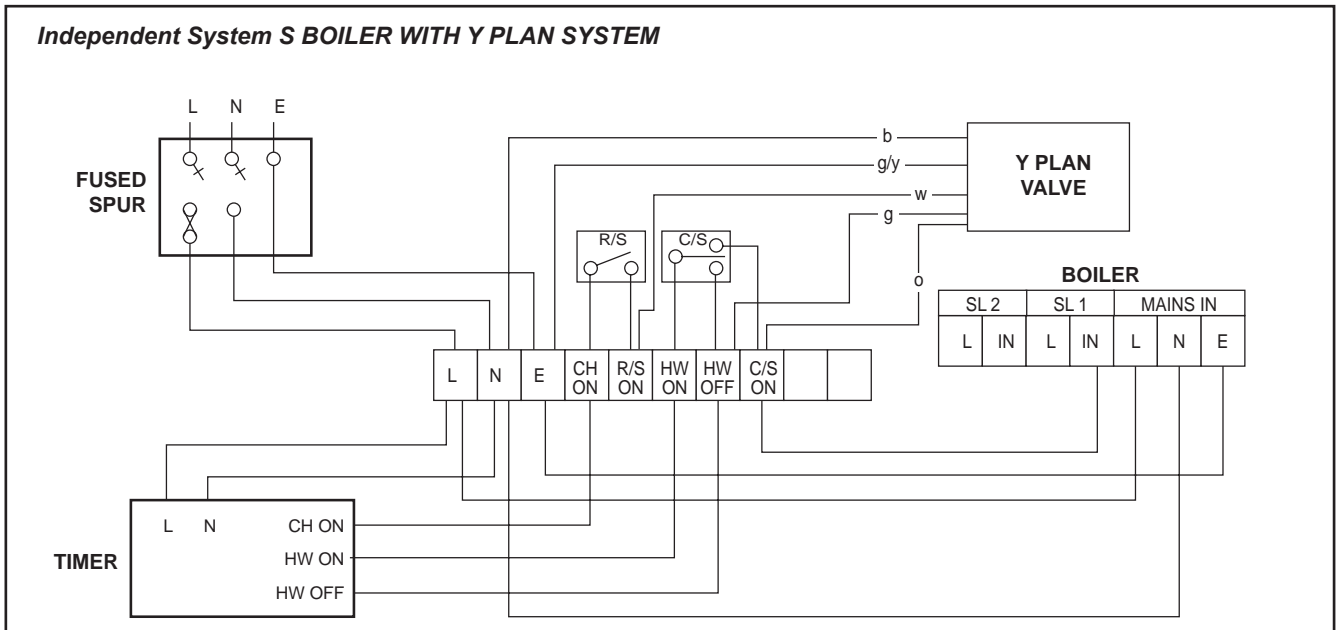 Independent System S BOILER WITH Y PLAN SYSTEM
L N E
FUSED
SPUR
b
g/y
w
g
o
Y PLAN
VALVE
R/S
C/S
BOILER
SL 2 SL 1 MAINS IN
L IN L IN L N E
L N E CH ON R/S ON HW ON HW OFF C/S ON
TIMER
L N CH ON
HW ON
HW OFF